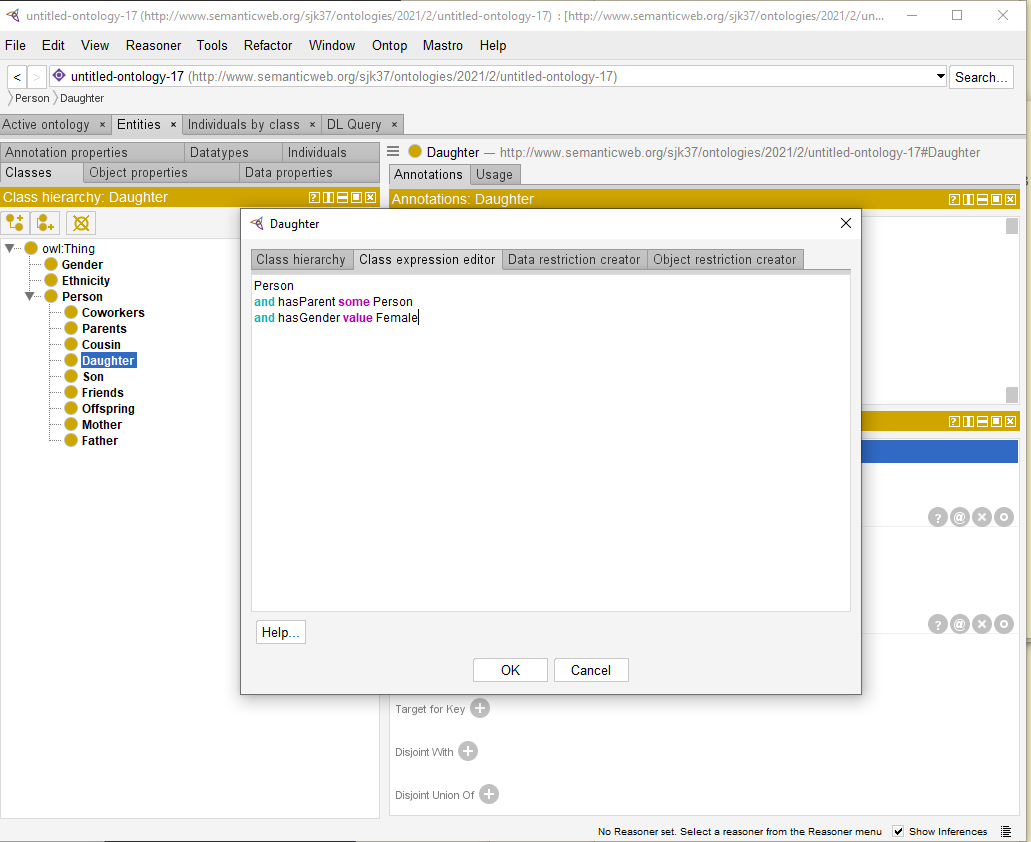 untitled-ontology-17 (http://www.semanticweb.org/sjk37/ontologies/2021/2/untitled-ontology-17) : [http://www.semanticweb.org/sjk37/ontologies/2021/2/un...
File Edit View Reasoner Tools Refactor Window Ontop Mastro Help
< > untitled-ontology-17 (http://www.semanticweb.org/sjk37/ontologies/2021/2/untitled-ontology-17) Search...
Person Daughter
Active ontology × Entities × Individuals by class × DL Query ×
Annotation properties Datatypes Individuals
Classes Object properties Data properties
Class hierarchy: Daughter
owl:Thing
Gender
Ethnicity
Person
Coworkers
Parents
Cousin
Daughter
Son
Friends
Offspring
Mother
Father
Daughter — http://www.semanticweb.org/sjk37/ontologies/2021/2/untitled-ontology-17#Daughter
Annotations Usage
Annotations: Daughter
Daughter
Class hierarchy Class expression editor Data restriction creator Object restriction creator
Person
and hasParent some Person
and hasGender value Female
Help...
OK Cancel
Target for Key
Disjoint With
Disjoint Union Of
No Reasoner set. Select a reasoner from the Reasoner menu Show Inferences